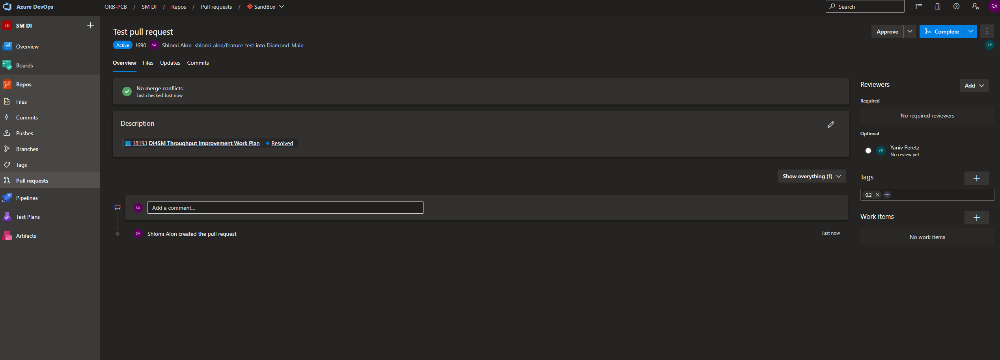 Azure DevOps
ORB-PCB / SM DI / Repos / Pull requests / SandBox
Search
SA
SD SM DI
Overview
Boards
Repos
Files
Commits
Pushes
Branches
Tags
Pull requests
Pipelines
Test Plans
Artifacts
Test pull request
Approve
Complete
Active !690 SA Shlomi Alon shlomi-alon/feature-test into Diamond_Main
YP
Overview Files Updates Commits
No merge conflicts
Last checked Just now
Description
18193 DI4SM Throughput Improvement Work Plan Resolved
Show everything (1)
SA Add a comment...
SA Shlomi Alon created the pull request Just now
Reviewers
Add
Required
No required reviewers
Optional
YP Yaniv Peretz
No review yet
Tags
0.2
Work items
No work items